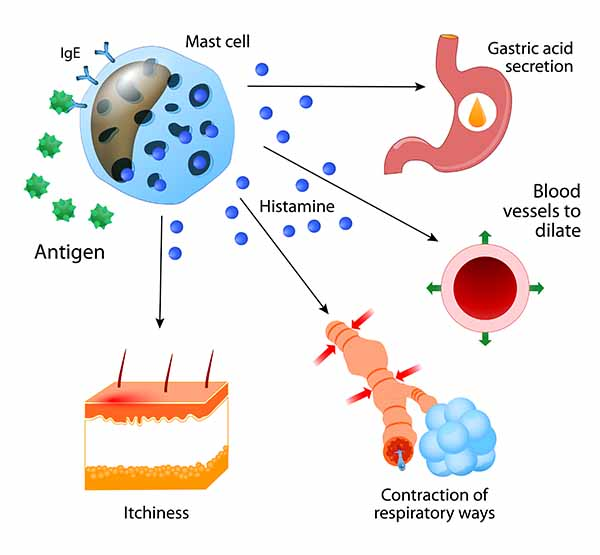 IgE
Mast cell
Gastric acid
secretion
Antigen
Histamine
Blood
vessels to
dilate
Itchiness
Contraction of
respiratory ways